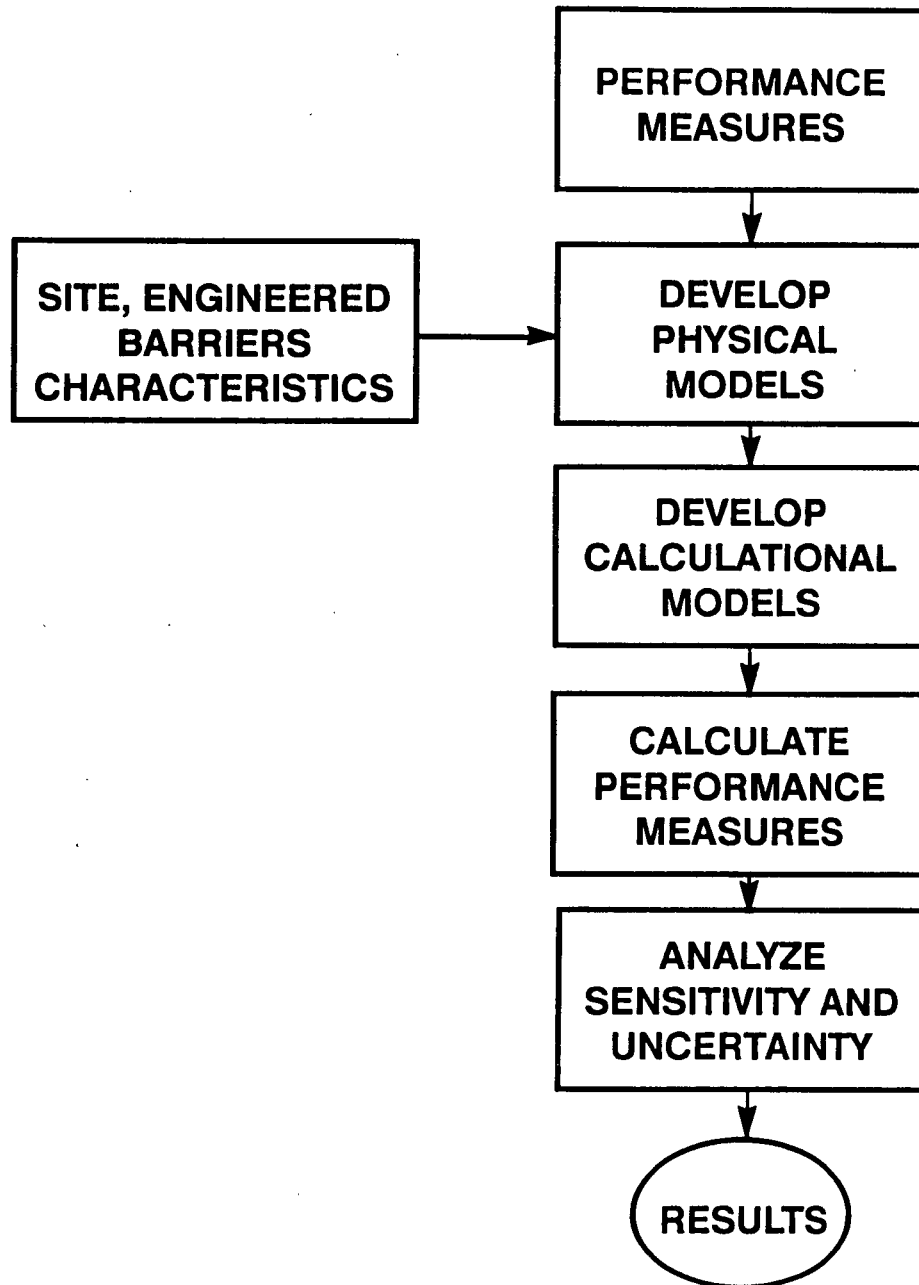 PERFORMANCE
MEASURES
SITE, ENGINEERED
BARRIERS
CHARACTERISTICS
DEVELOP
PHYSICAL
MODELS
DEVELOP
CALCULATIONAL
MODELS
CALCULATE
PERFORMANCE
MEASURES
ANALYZE
SENSITIVITY AND
UNCERTAINTY
RESULTS